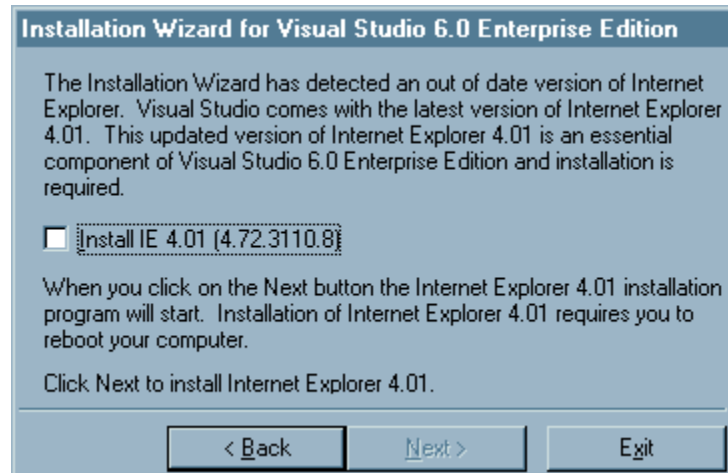 Installation Wizard for Visual Studio 6.0 Enterprise Edition
The Installation Wizard has detected an out of date version of Internet
Explorer. Visual Studio comes with the latest version of Internet Explorer
4.01. This updated version of Internet Explorer 4.01 is an essential
component of Visual Studio 6.0 Enterprise Edition and installation is
required.
Install IE 4.01 (4.72.3110.8)
When you click on the Next button the Internet Explorer 4.01 installation
program will start. Installation of Internet Explorer 4.01 requires you to
reboot your computer.
Click Next to install Internet Explorer 4.01.
< Back Next > Exit